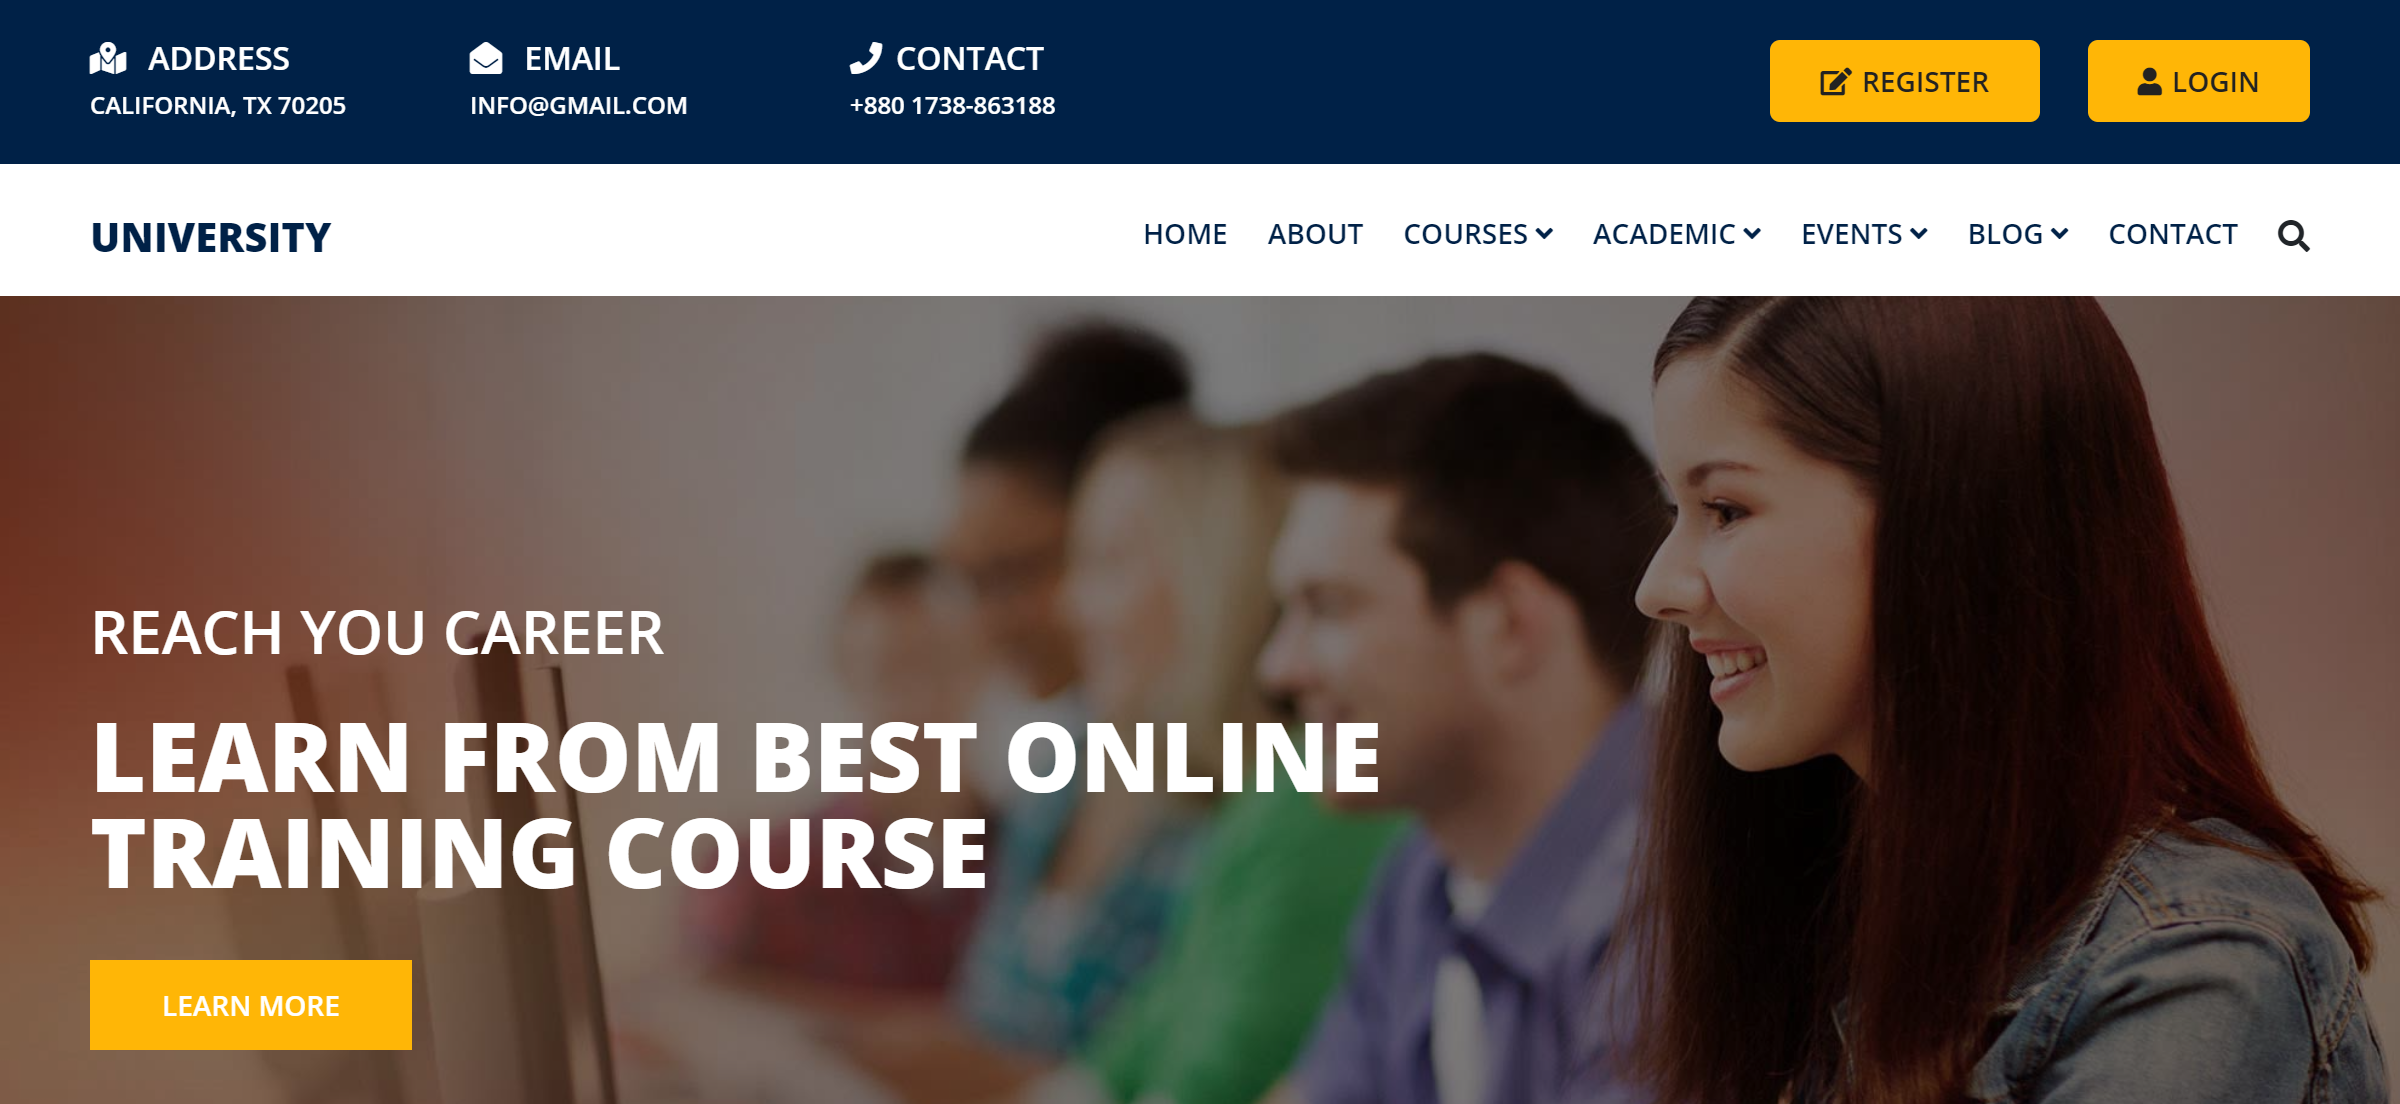 ADDRESS
CALIFORNIA, TX 70205
EMAIL
INFO@GMAIL.COM
CONTACT
+880 1738-863188
REGISTER
LOGIN
UNIVERSITY
HOME ABOUT COURSES ACADEMIC EVENTS BLOG CONTACT
REACH YOU CAREER
LEARN FROM BEST ONLINE
TRAINING COURSE
LEARN MORE